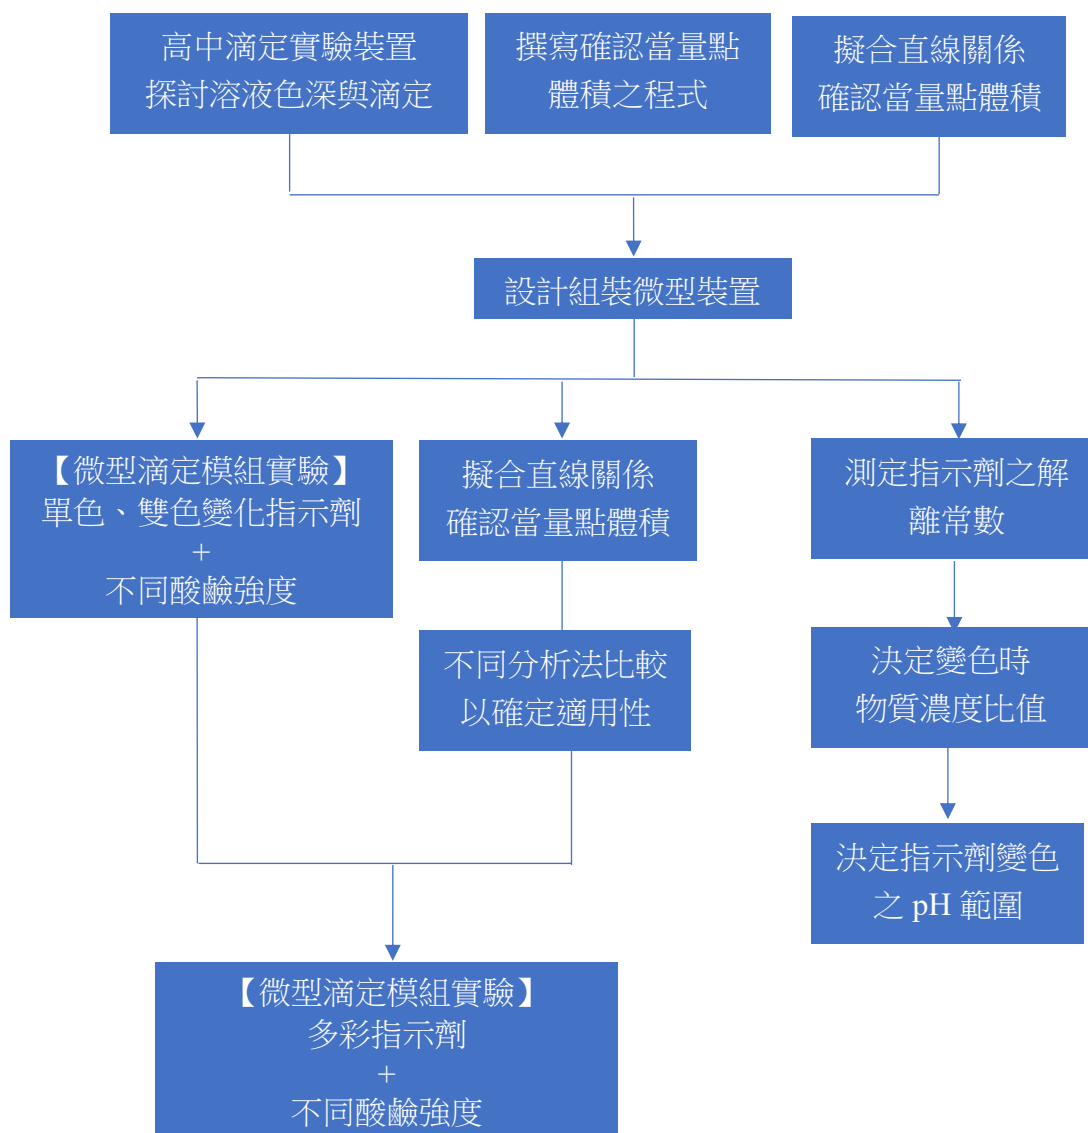 高中滴定實驗裝置
探討溶液色深與滴定
撰寫確認當量點
體積之程式
擬合直線關係
確認當量點體積
設計組裝微型裝置
【微型滴定模組實驗】
單色、雙色變化指示劑
+
不同酸鹼強度
擬合直線關係
確認當量點體積
測定指示劑之解
離常數
不同分析法比較
以確定適用性
決定變色時
物質濃度比值
決定指示劑變色
之 pH 範圍
【微型滴定模組實驗】
多彩指示劑
+
不同酸鹼強度